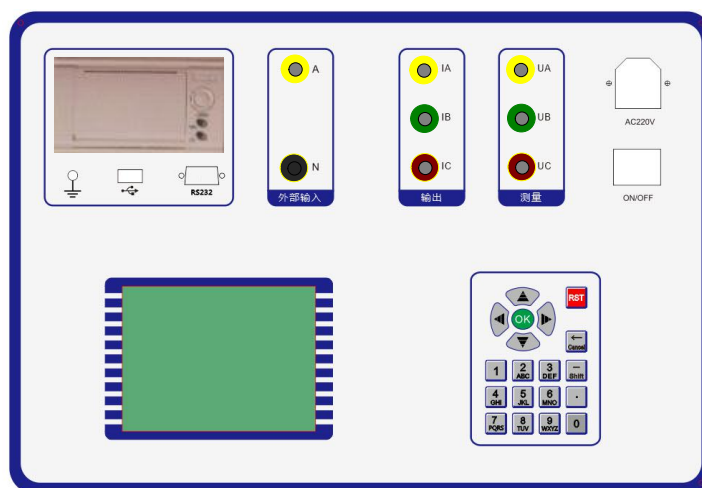 RS232
A
N
外部输入
IA
IB
IC
输出
UA
UB
UC
测量
AC220V
ON/OFF
RST
OK
←
Cancel
1
2
ABC
3
DEF
—
Shift
4
GHI
5
JKL
6
MNO
.
7
PQRS
8
TUV
9
WXYZ
0